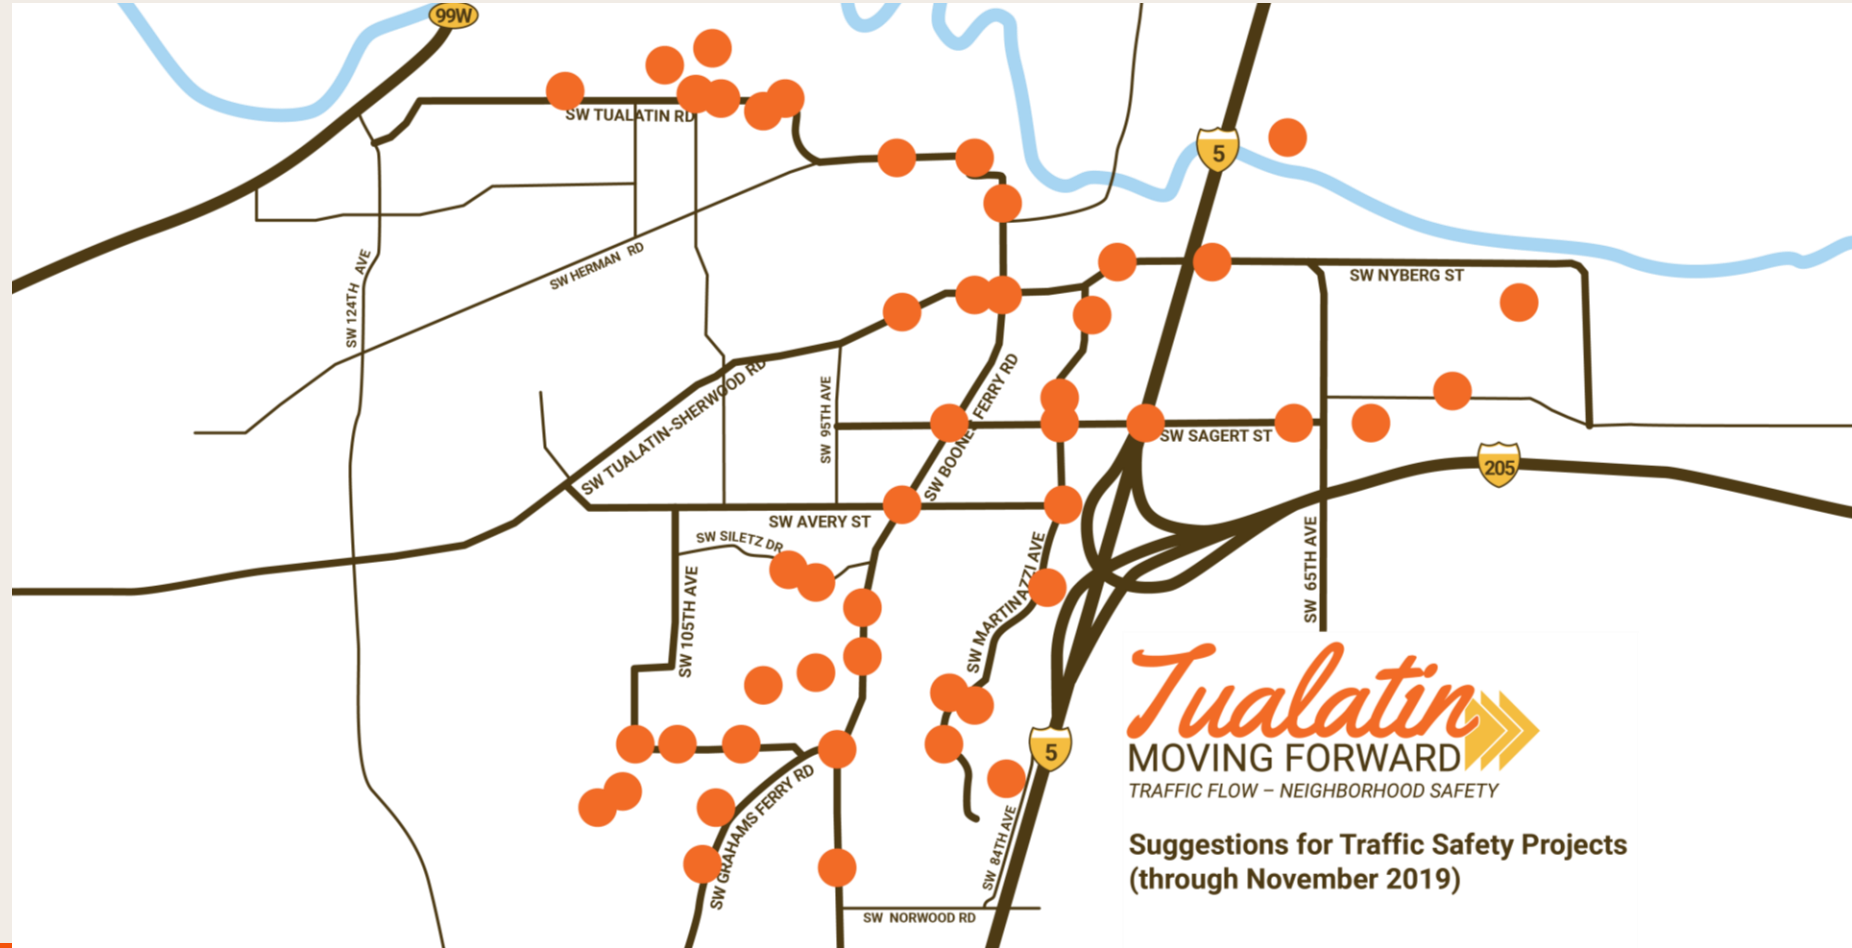 99W
SW TUALATIN RD
5
SW 124TH AVE
SW HERMAN RD
SW NYBERG ST
SW TUALATIN-SHERWOOD RD
SW 95TH AVE
SW BOONES FERRY RD
SW SAGERT ST
205
SW AVERY ST
SW SILETZ DR
SW 105TH AVE
SW MARTINAZZI AVE
SW 65TH AVE
5
SW GRAHAMS FERRY RD
SW 84TH AVE
SW NORWOOD RD
Tualatin
MOVING FORWARD
TRAFFIC FLOW – NEIGHBORHOOD SAFETY
Suggestions for Traffic Safety Projects
(through November 2019)